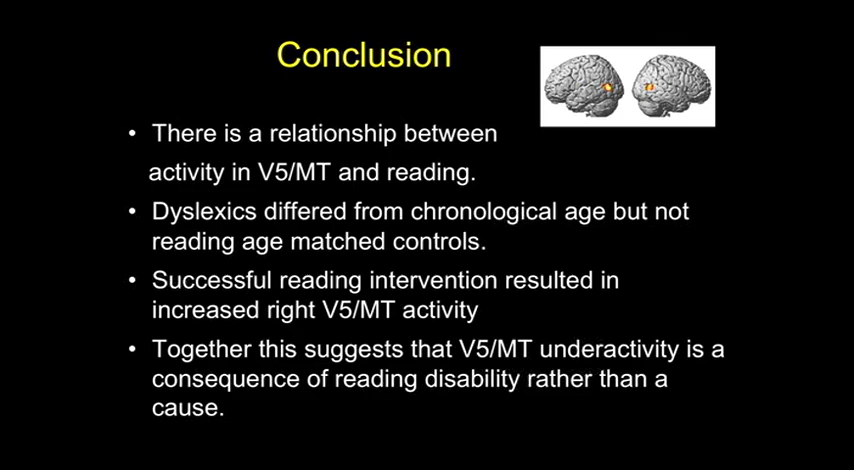 Conclusion
• There is a relationship between
activity in V5/MT and reading.
• Dyslexics differed from chronological age but not
reading age matched controls.
• Successful reading intervention resulted in
increased right V5/MT activity
• Together this suggests that V5/MT underactivity is a
consequence of reading disability rather than a
cause.